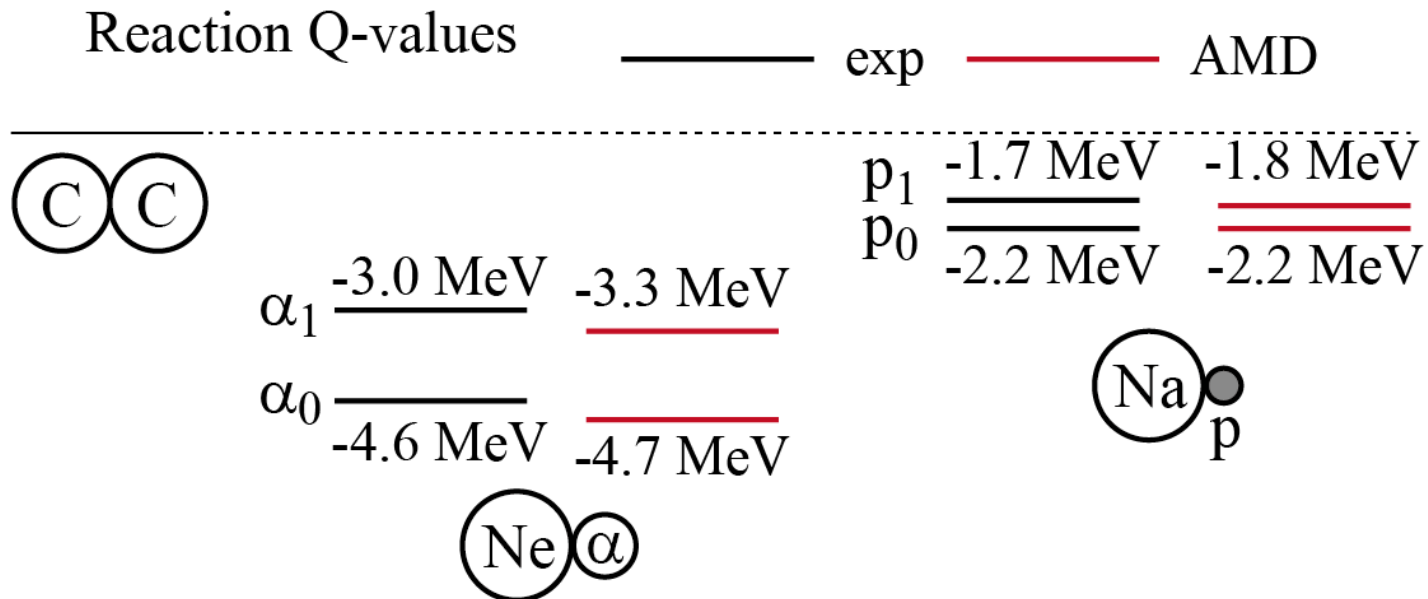 Reaction Q-values
exp
AMD
C C
p1 -1.7 MeV -1.8 MeV
p0 -2.2 MeV -2.2 MeV
α1 -3.0 MeV -3.3 MeV
α0 -4.6 MeV -4.7 MeV
Na
p
Ne α